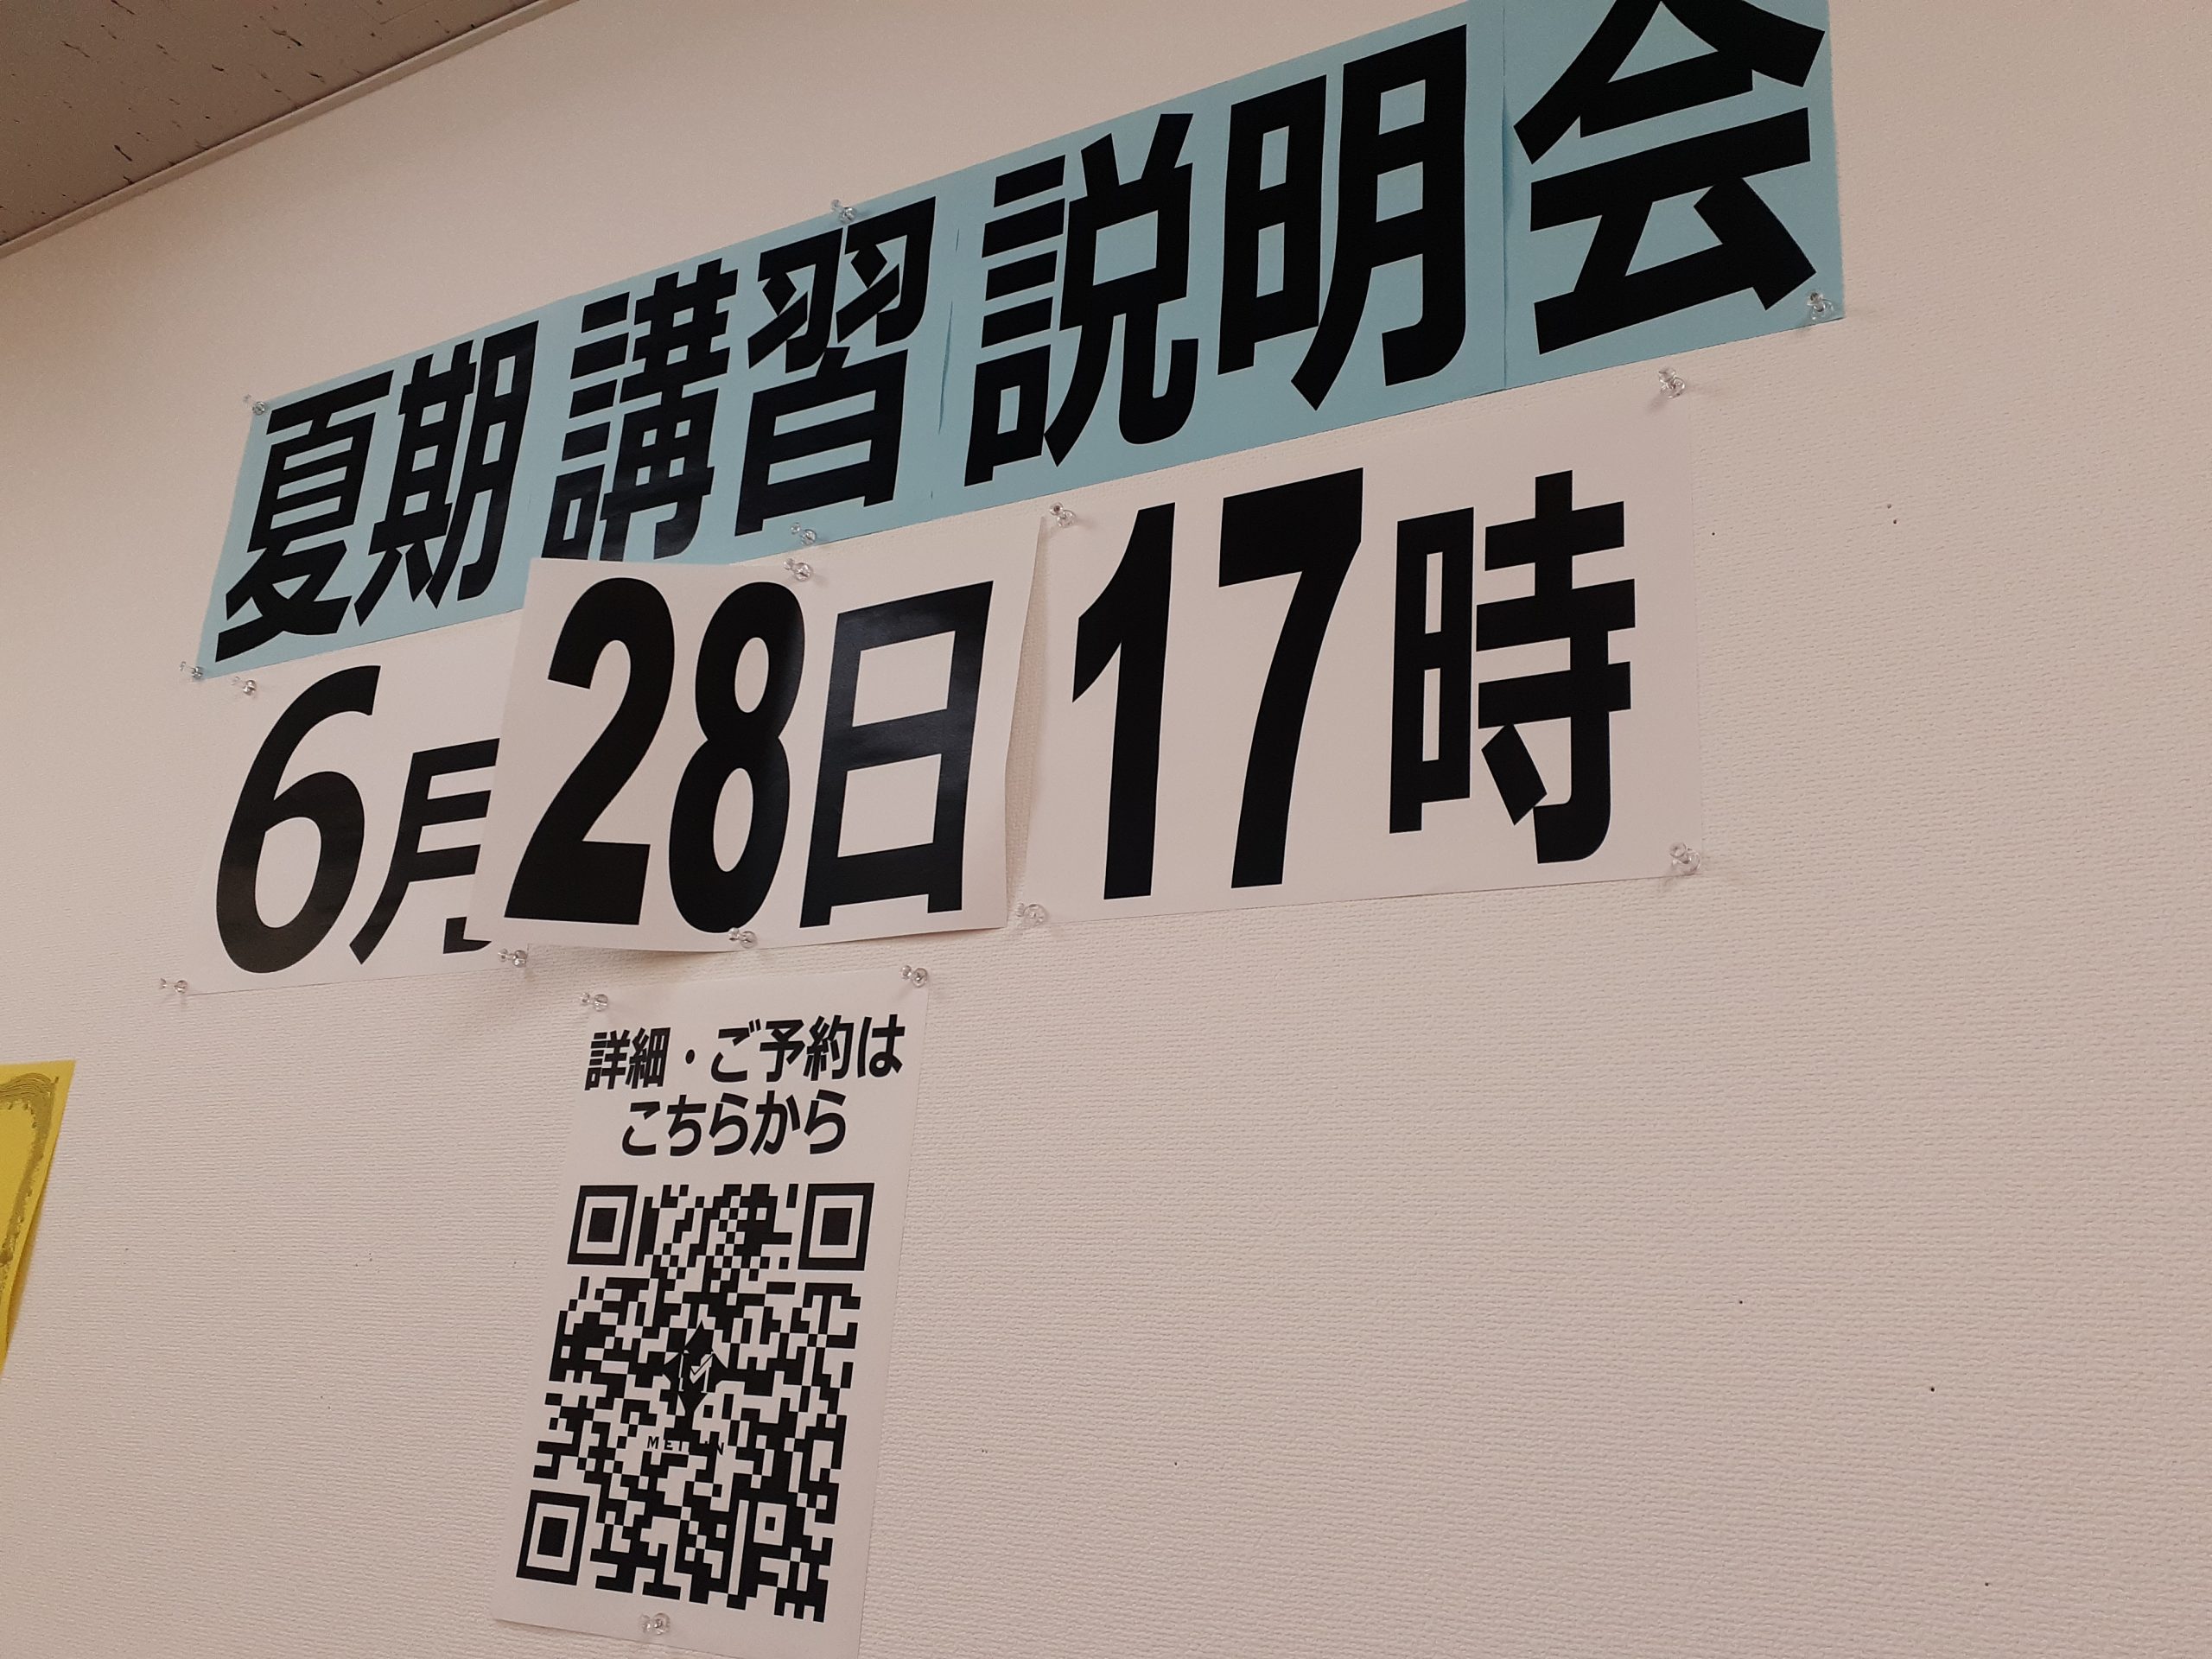 夏期講習説明会
6月28日17時
詳細・ご予約は
こちらから